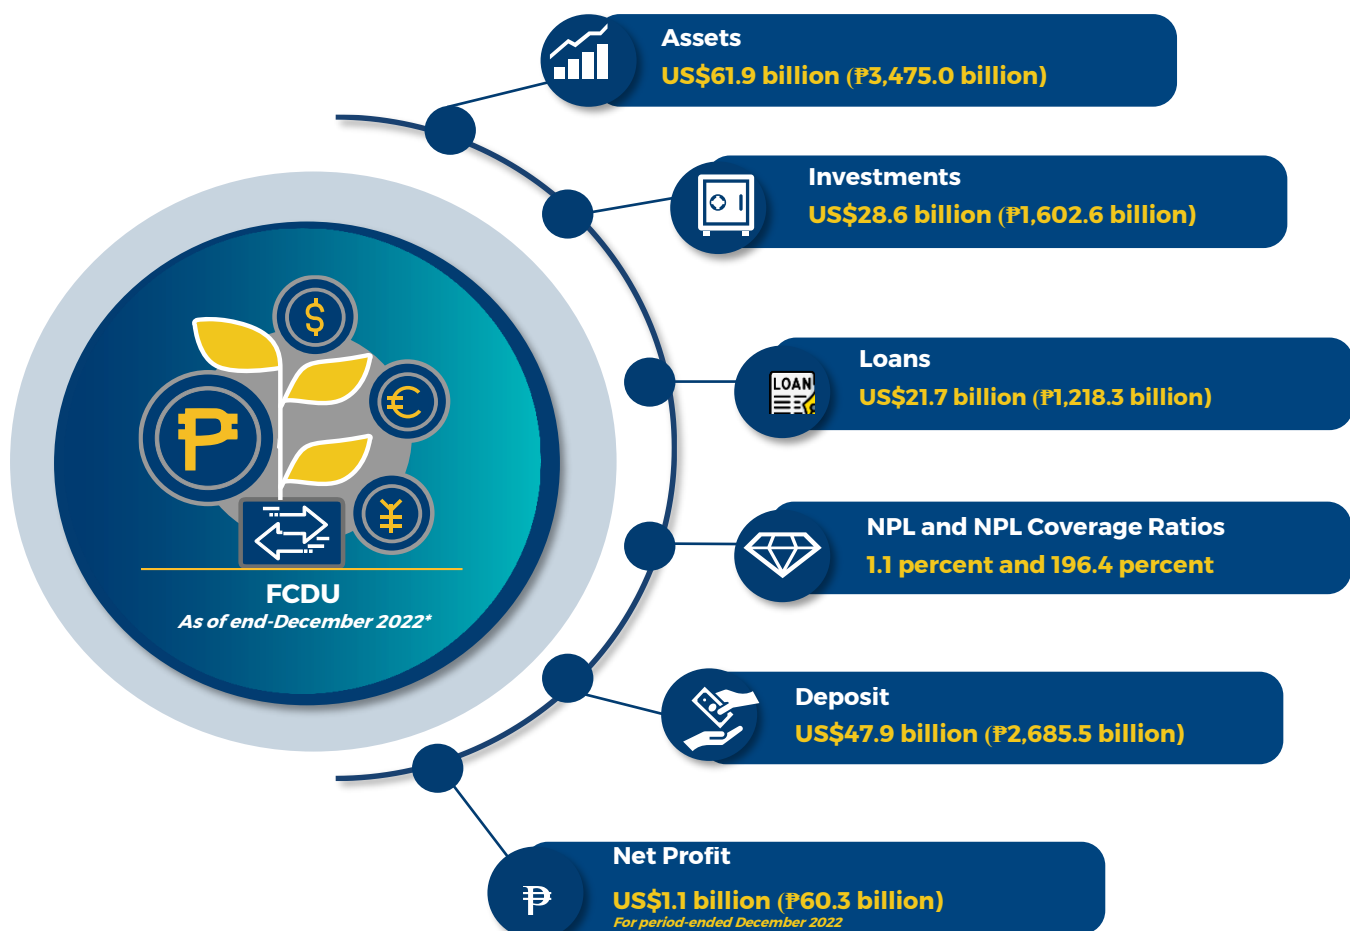 Assets
US$61.9 billion (₱3,475.0 billion)
Investments
US$28.6 billion (₱1,602.6 billion)
Loans
US$21.7 billion (₱1,218.3 billion)
LOAN
NPL and NPL Coverage Ratios
1.1 percent and 196.4 percent
Deposit
US$47.9 billion (₱2,685.5 billion)
Net Profit
US$1.1 billion (₱60.3 billion)
For period-ended December 2022
$
€
₱
¥
FCDU
As of end-December 2022*
₱